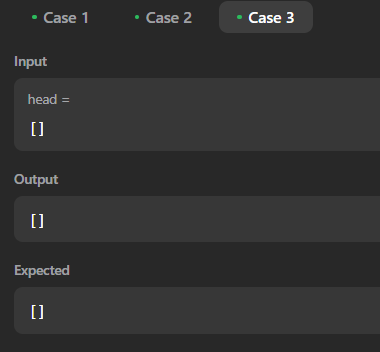 Case 1 Case 2 Case 3
Input
head =
[]
Output
[]
Expected
[]